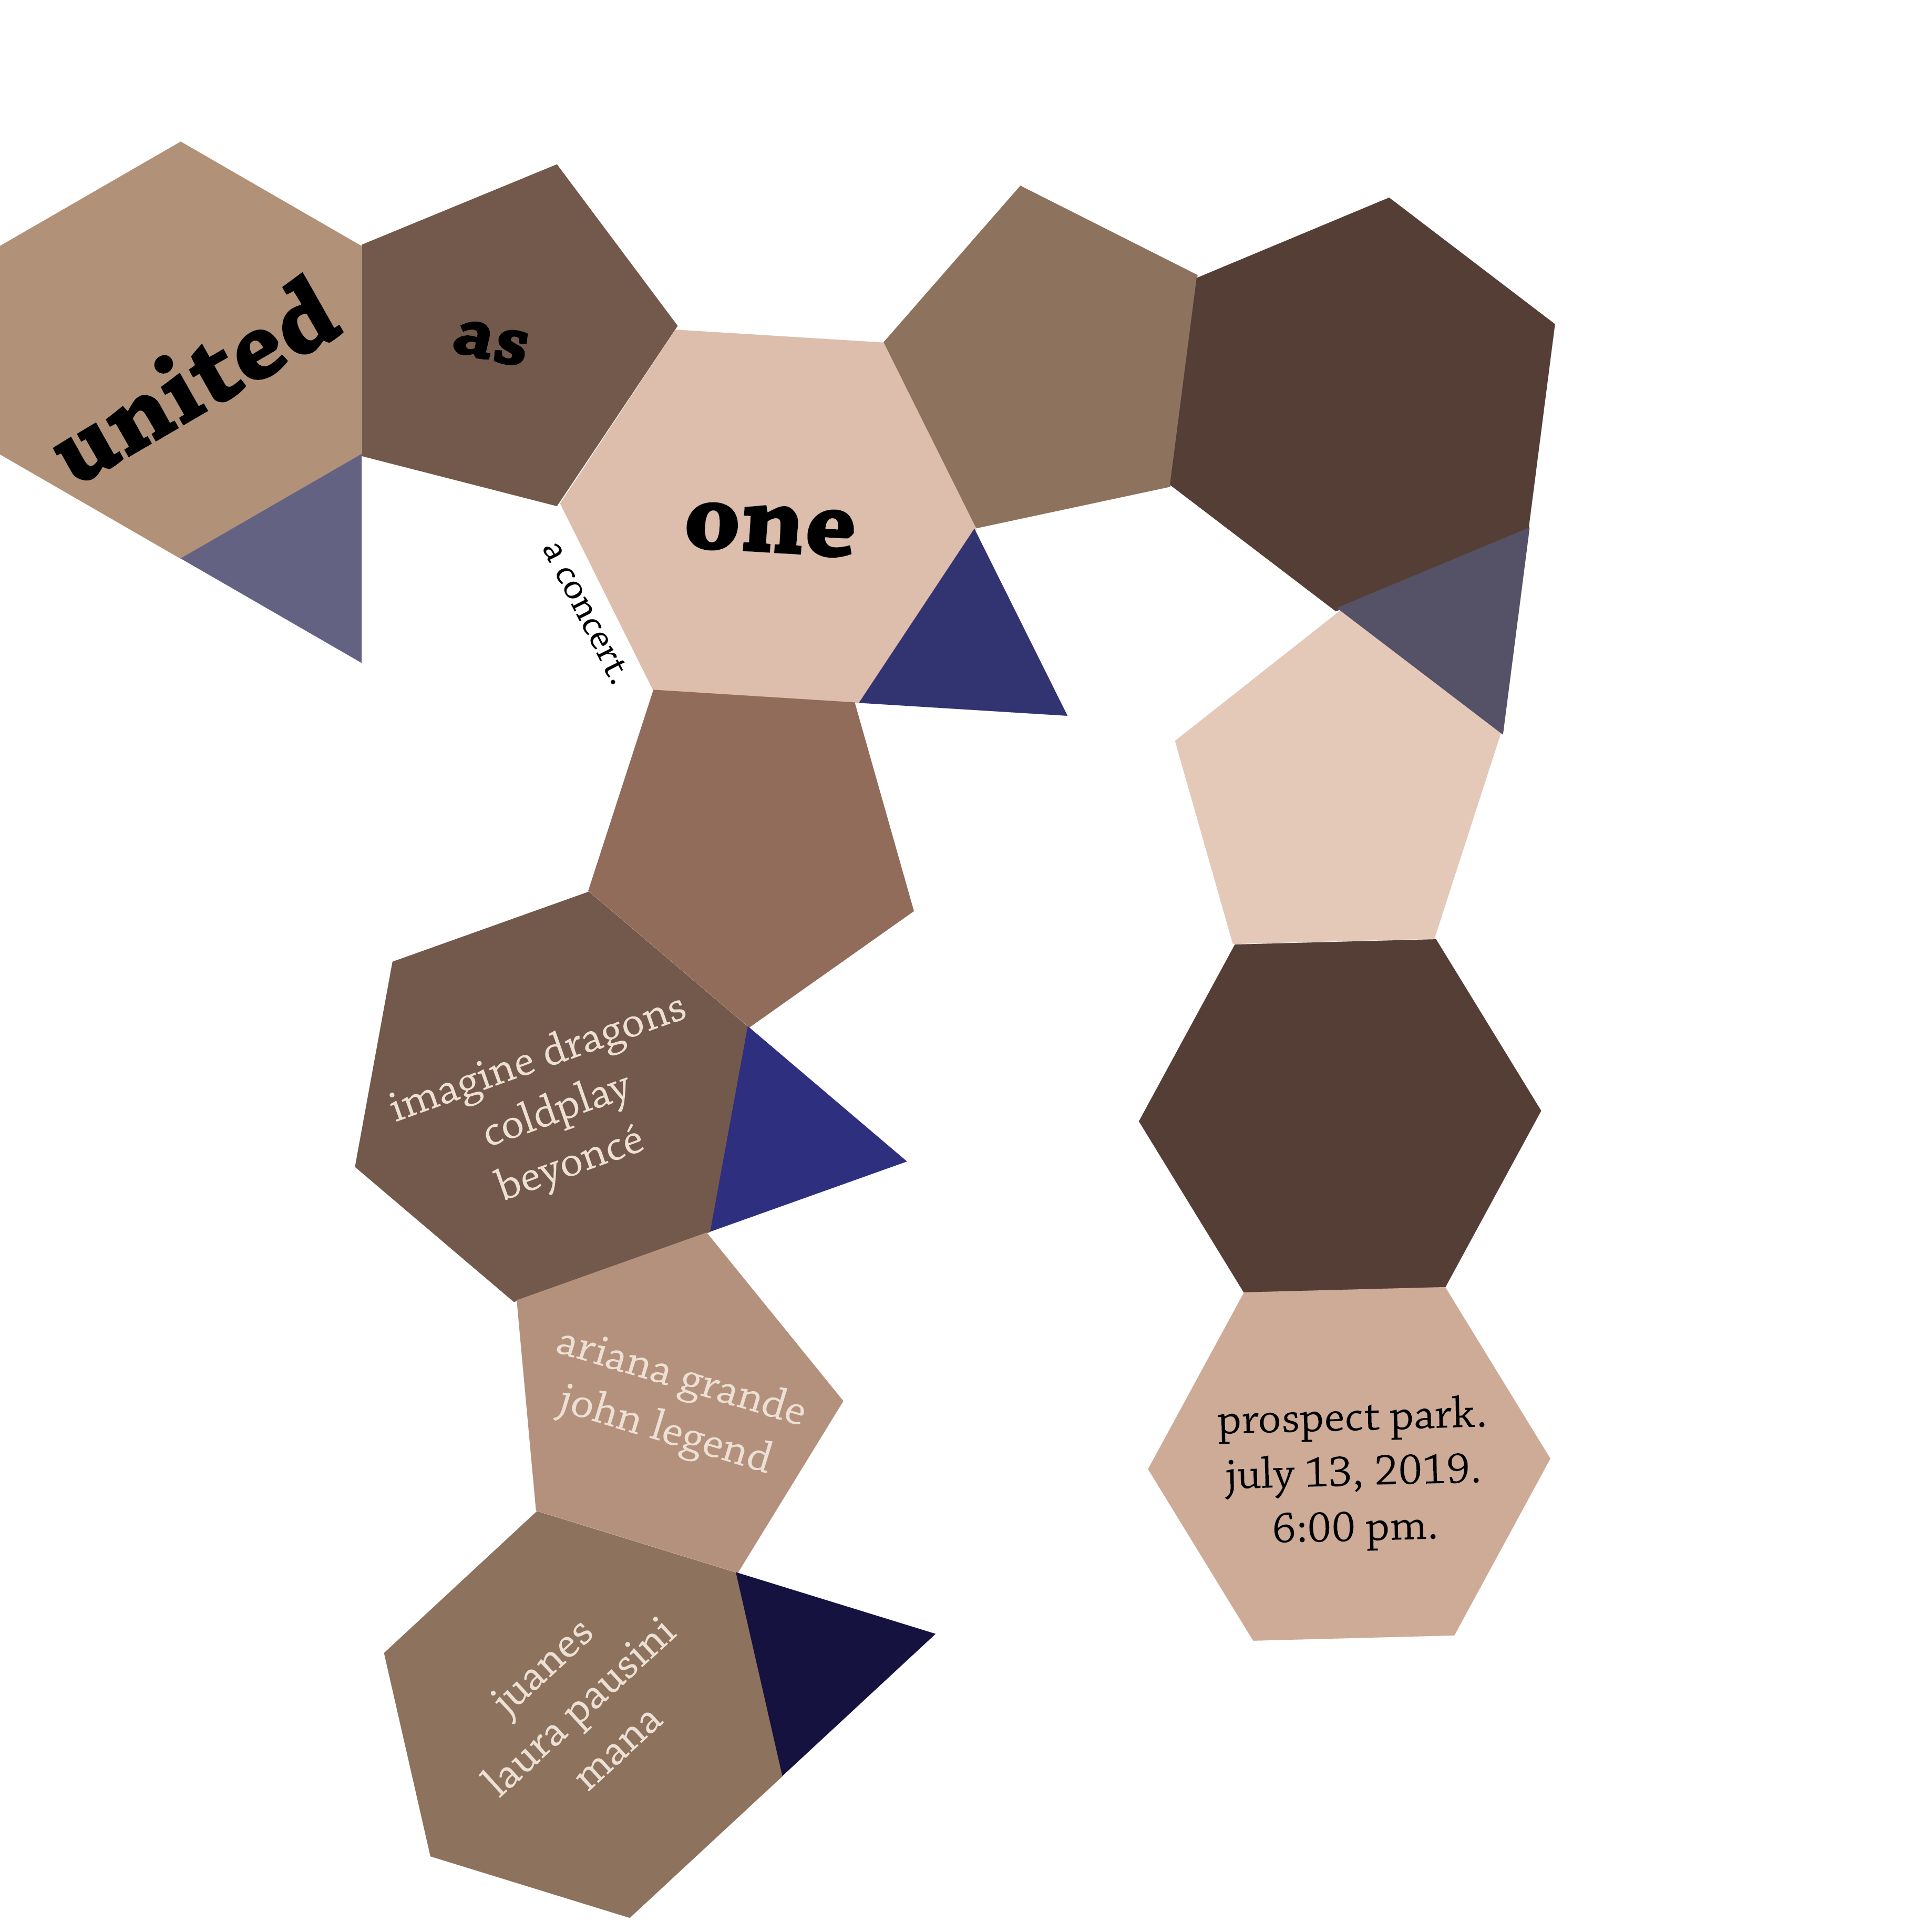 united
as
one
a concert.
imagine dragons
coldplay
beyoncé
ariana grande
john legend
juanes
laura pausini
mana
prospect park.
july 13, 2019.
6:00 pm.